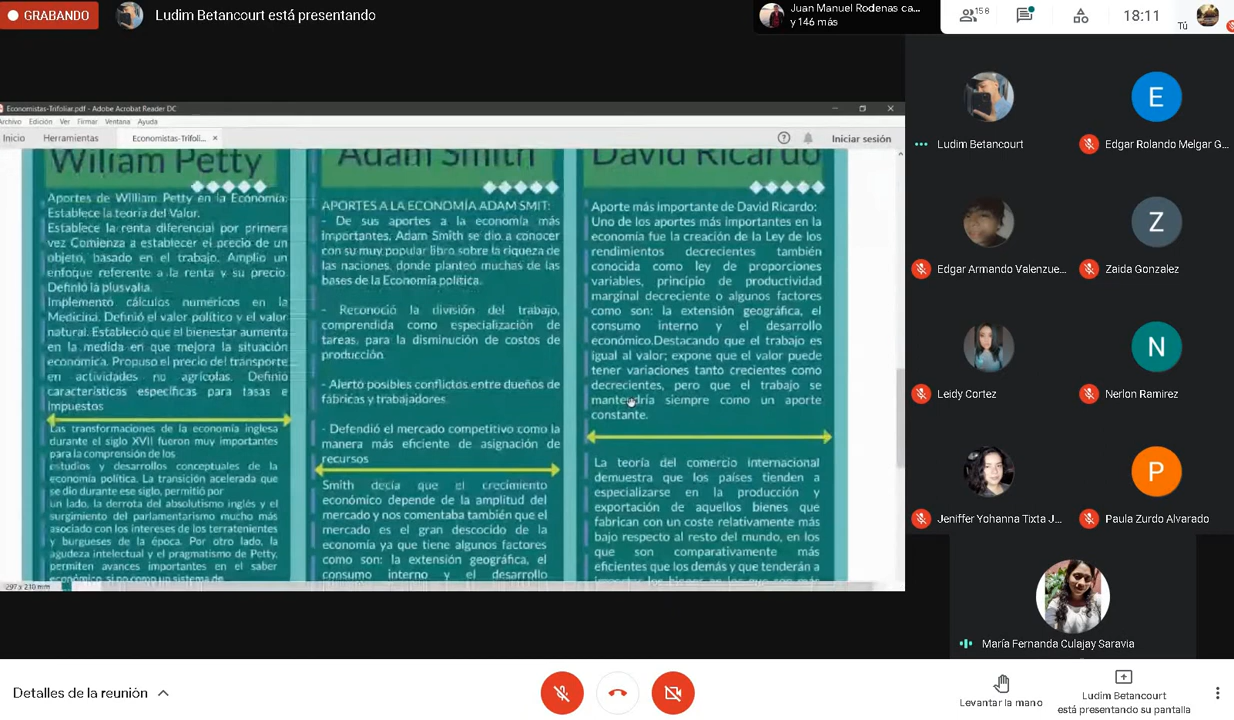 GRABANDO
Ludim Betancourt está presentando
Juan Manuel Rodenas ca...
y 146 más
158
18:11
Tú
Economistas-Trifoliar.pdf - Adobe Acrobat Reader DC
Archivo Edición Ver Firmar Ventana Ayuda
Inicio Herramientas Economistas-Trifoli... × Iniciar sesión
William Petty
Aportes de William Petty en la Economía:
Establece la teoría del Valor.
Establece la renta diferencial por primera
vez Comienza a establecer el precio de un
objeto, basado en el trabajo. Amplio un
enfoque referente a la renta y su precio.
Definió la plusvalía.
Implementó cálculos numéricos en la
Medicina. Definió el valor político y el valor
natural. Estableció que el bienestar aumenta
en la medida en que mejora la situación
económica. Propuso el precio del transporte
en actividades no agrícolas. Definió
características específicas para tasas e
Impuestos
Las transformaciones de la economía inglesa
durante el siglo XVII fueron muy importantes
para la comprensión de los
estudios y desarrollos conceptuales de la
economía política. La transición acelerada que
se dio durante ese siglo, permitió por
un lado, la derrota del absolutismo inglés y el
surgimiento del parlamentarismo mucho más
asociado con los intereses de los terratenientes
y burgueses de la época. Por otro lado, la
agudeza intelectual y el pragmatismo de Petty,
permiten avances importantes en el saber
económico, si no como un sistema de
Adam Smith
APORTES A LA ECONOMÍA ADAM SMIT:
- De sus aportes a la economía más
importantes, Adam Smith se dio a conocer
con su muy popular libro sobre la riqueza de
las naciones, donde planteó muchas de las
bases de la Economía política.
- Reconoció la división del trabajo,
comprendida como especialización de
tareas, para la disminución de costos de
producción.
- Alertó posibles conflictos entre dueños de
fábricas y trabajadores.
- Defendió el mercado competitivo como la
manera más eficiente de asignación de
recursos
Smith decía que el crecimiento
económico depende de la amplitud del
mercado y nos comentaba también que el
mercado es el gran descocido de la
economía ya que tiene algunos factores
como son: la extensión geográfica, el
consumo interno y el desarrollo
David Ricardo
Aporte más importante de David Ricardo:
Uno de los aportes más importantes en la
economía fue la creación de la Ley de los
rendimientos decrecientes también
conocida como ley de proporciones
variables, principio de productividad
marginal decreciente o algunos factores
como son: la extensión geográfica, el
consumo interno y el desarrollo
económico.Destacando que el trabajo es
igual al valor; expone que el valor puede
tener variaciones tanto crecientes como
decrecientes, pero que el trabajo se
mantendría siempre como un aporte
constante.
La teoría del comercio internacional
demuestra que los países tienden a
especializarse en la producción y
exportación de aquellos bienes que
fabrican con un coste relativamente más
bajo respecto al resto del mundo, en los
que son comparativamente más
eficientes que los demás y que tenderán a
importar los bienes en los que son más
297 x 210 mm
Ludim Betancourt
E
Edgar Rolando Melgar G...
Edgar Armando Valenzue...
Z
Zaida Gonzalez
Leidy Cortez
N
Nerlon Ramirez
Jeniffer Yohanna Tixta J...
P
Paula Zurdo Alvarado
María Fernanda Culajay Saravia
Detalles de la reunión
Levantar la mano
Ludim Betancourt
está presentando su pantalla